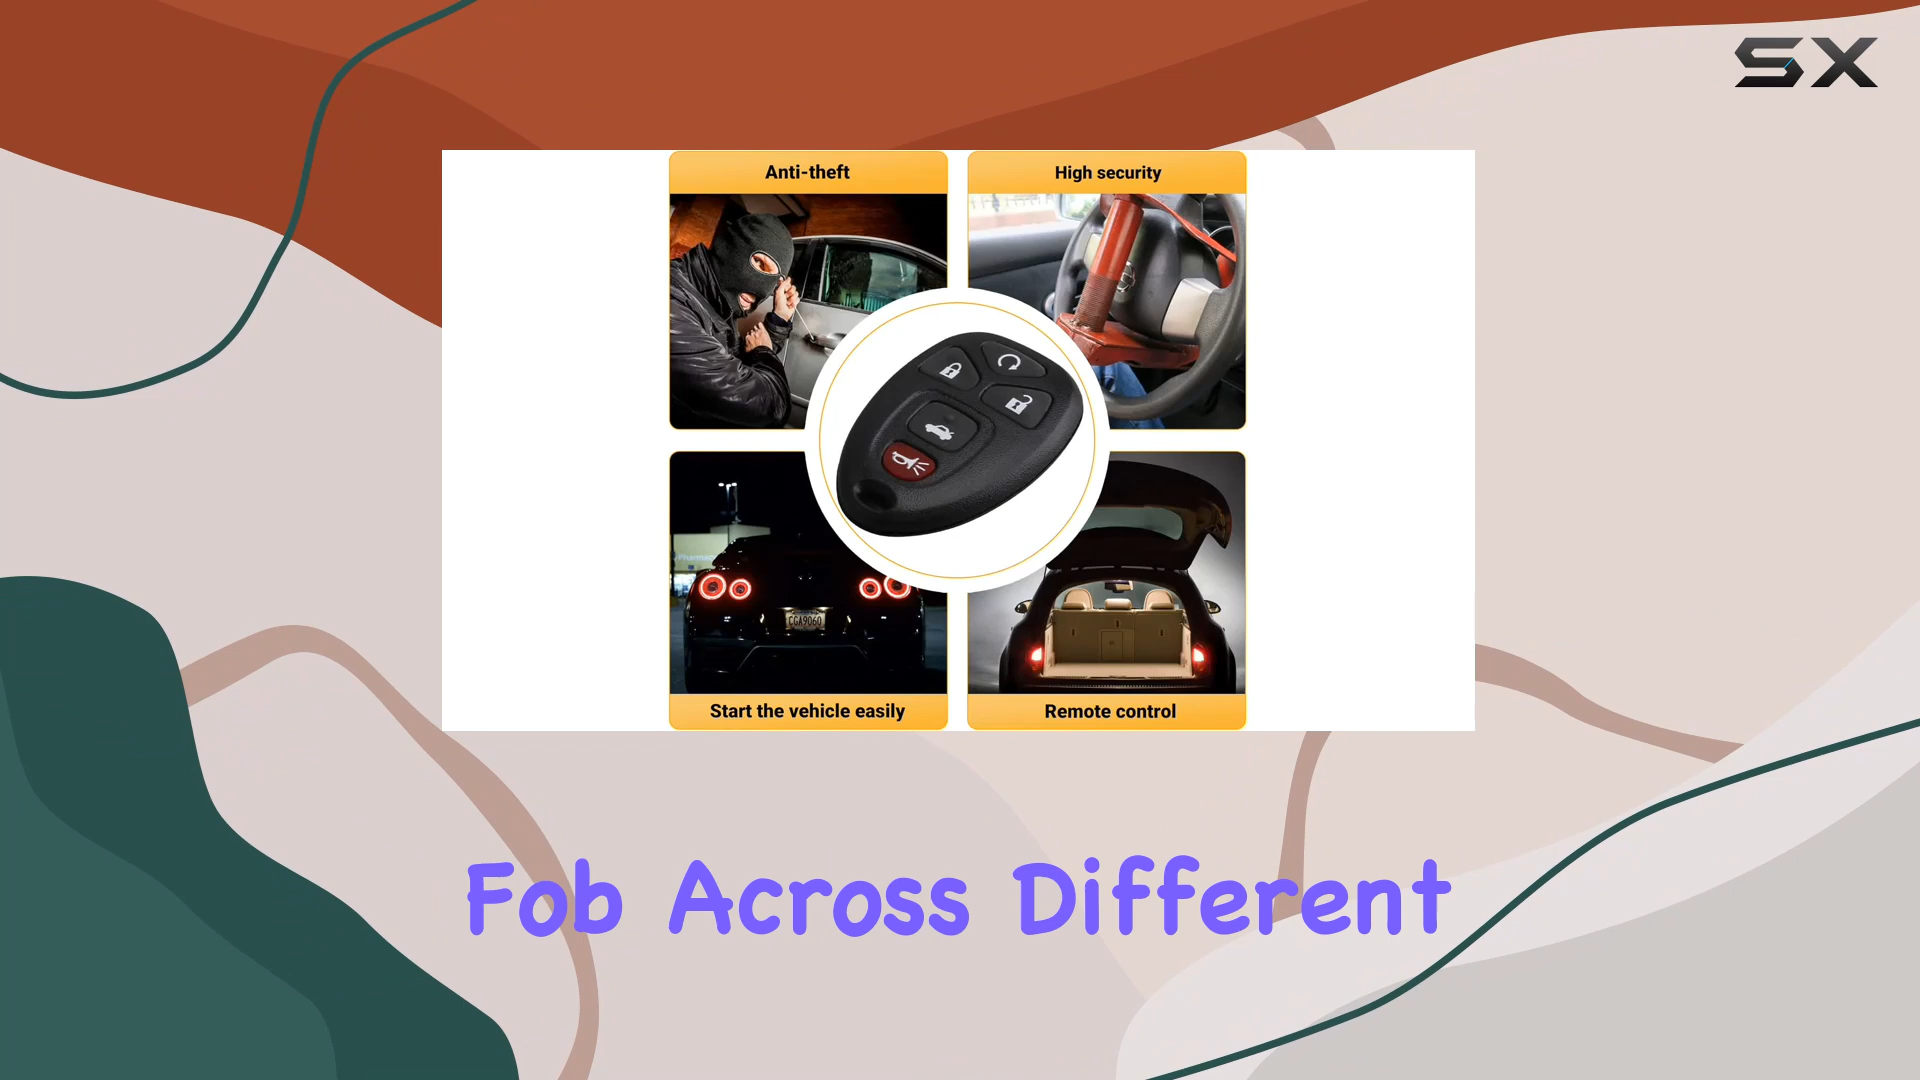 SX
Anti-theft
High security
CGA9060
Start the vehicle easily
Remote control
Fob Across Different